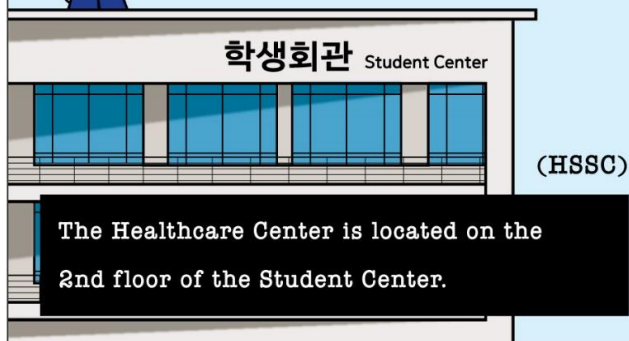 학생회관 Student Center
(HSSC)
The Healthcare Center is located on the
2nd floor of the Student Center.